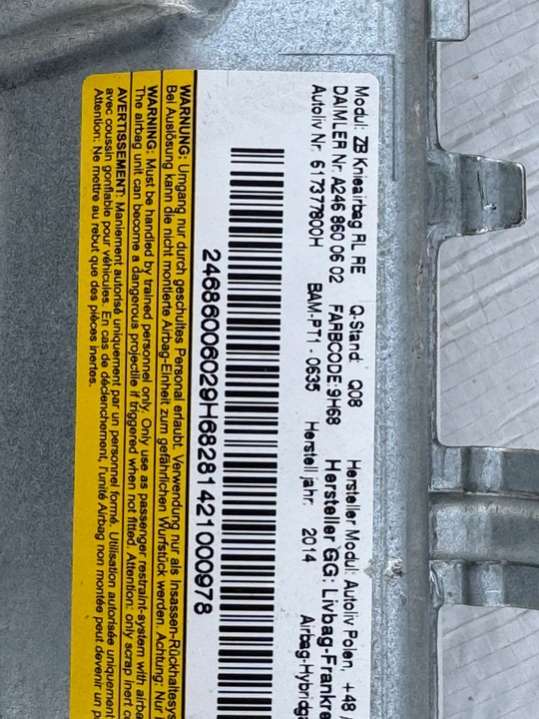 Modul: ZB Knieairbag RL RE Q-Stand: Q08 Hersteller Modul: Autoliv Polen, +48
DAIMLER Nr. A246 860 06 02 FARBCODE:9H68 Hersteller GG: Livbag-Frankre
Autoliv Nr. 617377800H BAM-PT1-0635 Herstelljahr: 2014 Airbag-Hybridga
24686006029H68281421000978
WARNUNG: Umgang nur durch geschultes Personal erlaubt. Verwendung nur als Insassen-Rückhaltesys
Bei Auslösung kann die nicht montierte Airbag-Einheit zum gefährlichen Wurfstück werden. Achtung: Nur i
WARNING: Must be handled by trained personnel only. Only use as passenger restraint-system with airba
The airbag unit can become a dangerous projectile if triggered when not fitted. Attention: only scrap inert c
AVERTISSEMENT: Maniement autorisé uniquement par un personnel formé. Utilisation autorisée uniquement
avec coussin gonflable pour véhicules. En cas de déclenchement, l'unité Airbag non montée peut devenir un p
Attention: Ne mettre au rebut que des pièces inertes.